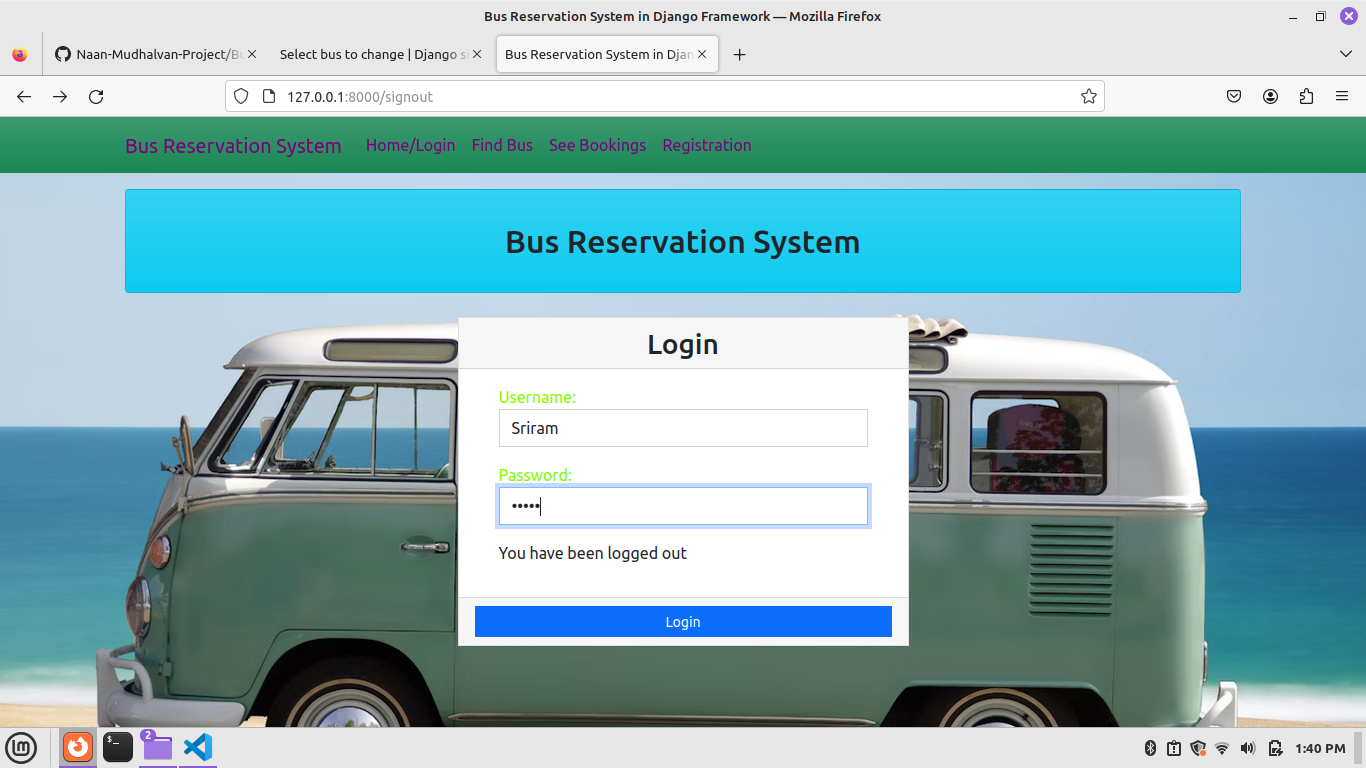 Bus Reservation System in Django Framework — Mozilla Firefox
Naan-Mudhalvan-Project/Bu
Select bus to change | Django s
Bus Reservation System in Djan
127.0.0.1:8000/signout
Bus Reservation System Home/Login Find Bus See Bookings Registration
Bus Reservation System
Login
Username:
Sriram
Password:
•••••
You have been logged out
Login
2
1:40 PM